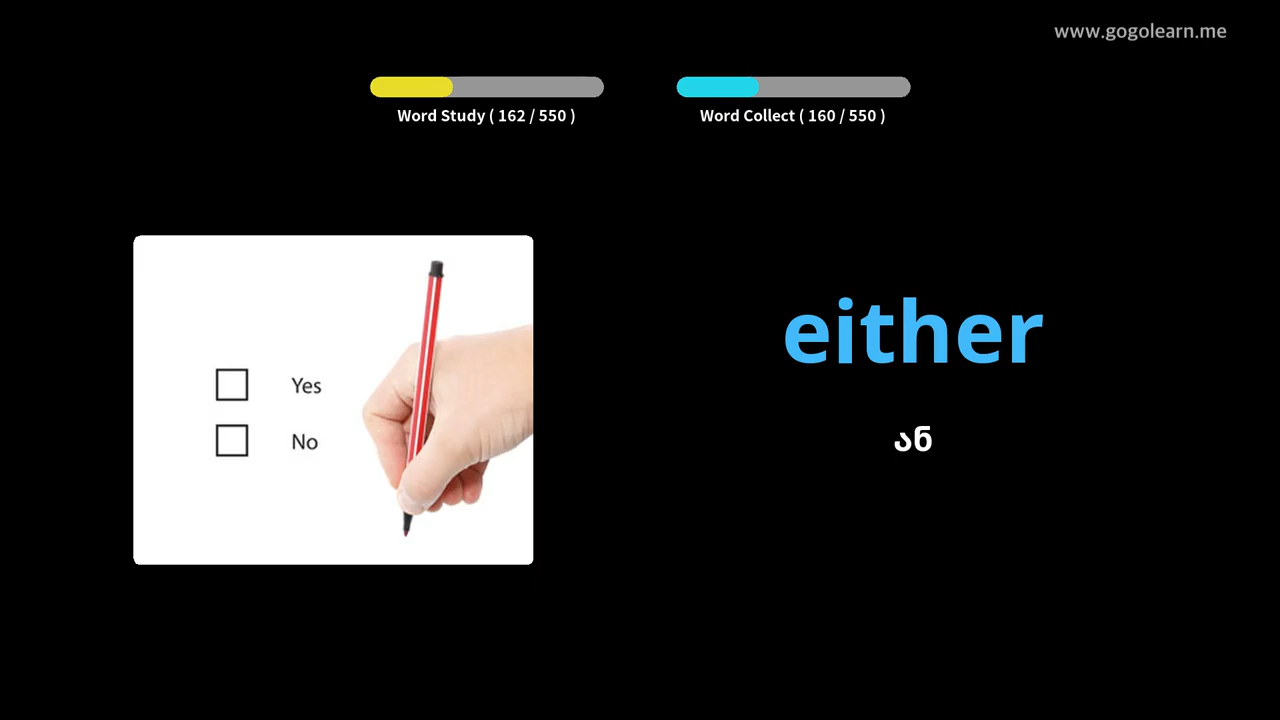 www.gogolearn.me
Word Study ( 162 / 550 )
Word Collect ( 160 / 550 )
Yes
No
either
ან